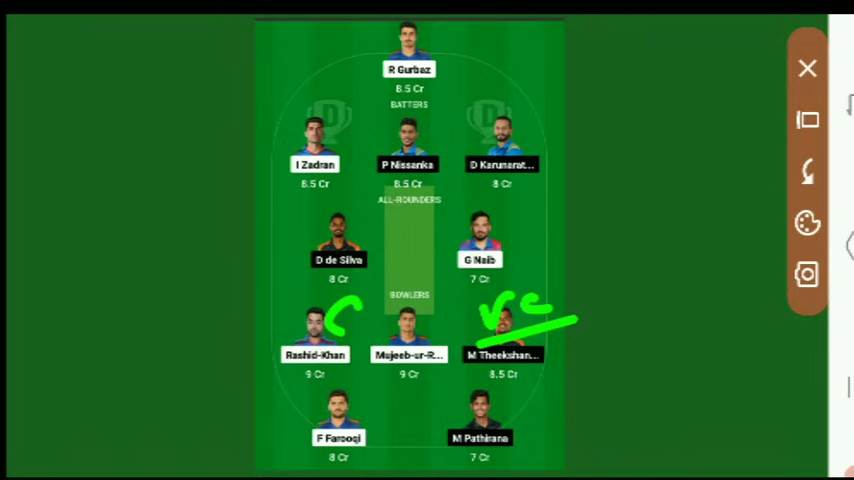 R Gurbaz
8.5 Cr
BATTERS
I Zadran P Nissanka D Karunarat...
8.5 Cr 8.5 Cr 8 Cr
ALL-ROUNDERS
D de Silva G Naib
8 Cr 7 Cr
BOWLERS
C VC
Rashid-Khan Mujeeb-ur-R... M Theekshan...
9 Cr 9 Cr 8.5 Cr
F Farooqi M Pathirana
8 Cr 7 Cr